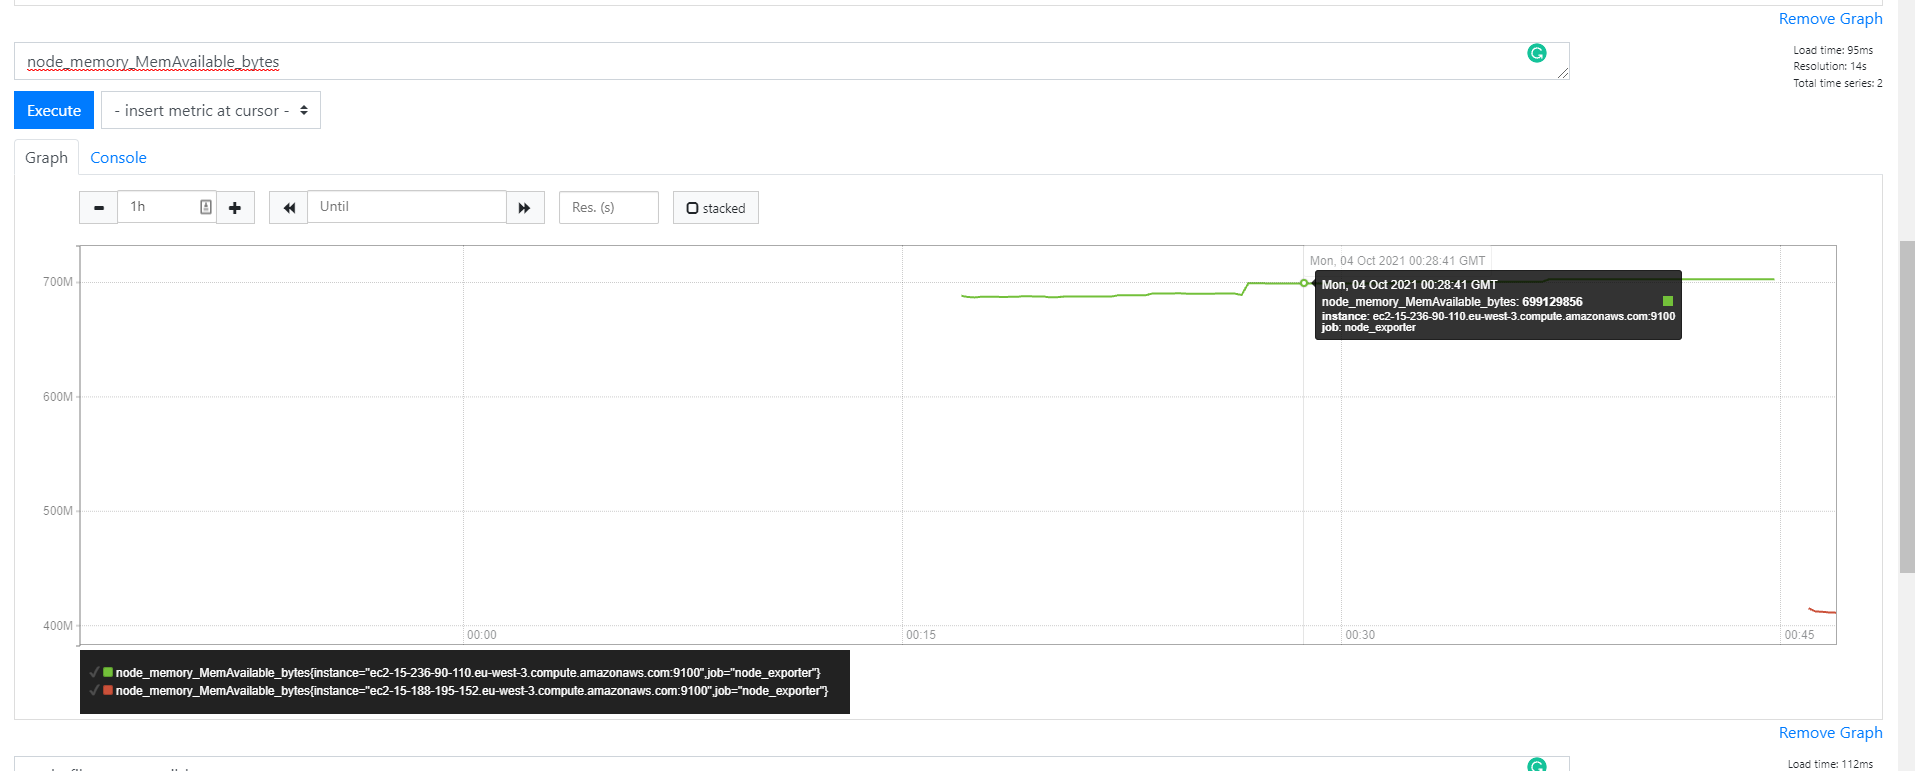 Remove Graph
node_memory_MemAvailable_bytes
Load time: 95ms
Resolution: 14s
Total time series: 2
Execute
- insert metric at cursor -
Graph
Console
1h
Until
Res. (s)
stacked
Mon, 04 Oct 2021 00:28:41 GMT
700M
Mon, 04 Oct 2021 00:28:41 GMT
node_memory_MemAvailable_bytes: 699129856
instance: ec2-15-236-90-110.eu-west-3.compute.amazonaws.com:9100
job: node_exporter
600M
500M
400M
00:00
00:15
00:30
00:45
node_memory_MemAvailable_bytes{instance="ec2-15-236-90-110.eu-west-3.compute.amazonaws.com:9100",job="node_exporter"}
node_memory_MemAvailable_bytes{instance="ec2-15-188-195-152.eu-west-3.compute.amazonaws.com:9100",job="node_exporter"}
Remove Graph
Load time: 112ms